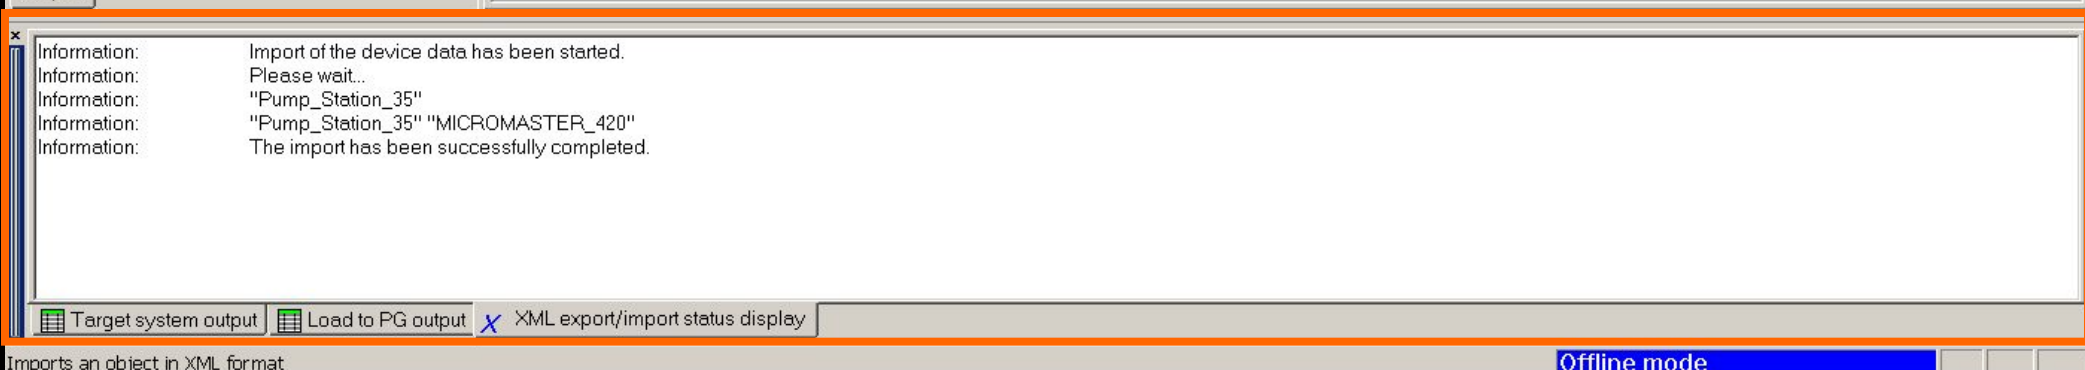 x
Information: Import of the device data has been started.
Information: Please wait...
Information: "Pump_Station_35"
Information: "Pump_Station_35" "MICROMASTER_420"
Information: The import has been successfully completed.
Target system output Load to PG output X XML export/import status display
Imports an object in XML format Offline mode